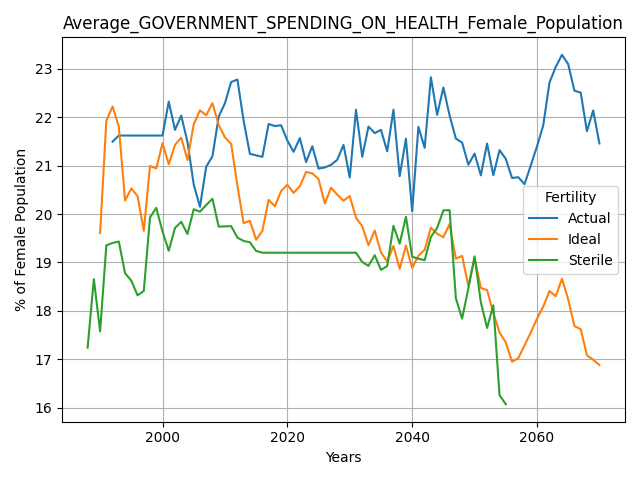 Average_GOVERNMENT_SPENDING_ON_HEALTH_Female_Population
% of Female Population
23
22
21
20
19
18
17
16
2000
2020
2040
2060
Years
Fertility
Actual
Ideal
Sterile